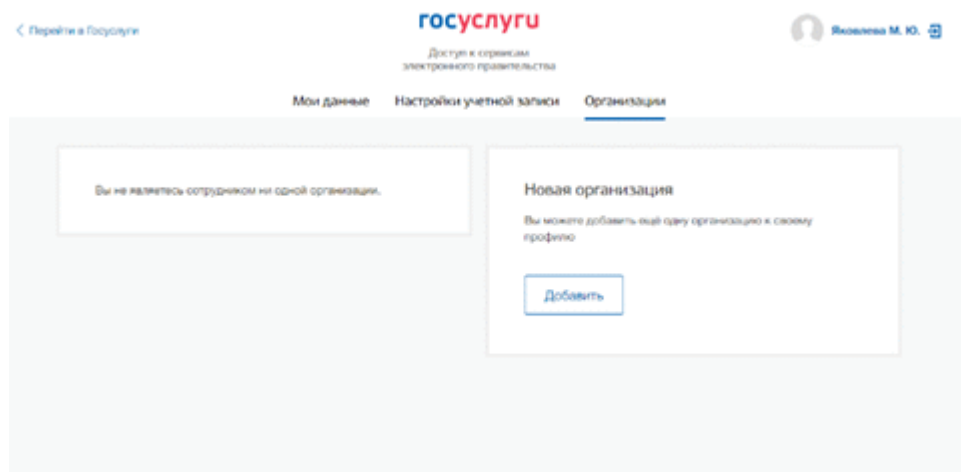 Перейти в Госуслуги
госуслуги
Яковлева М. Ю.
Доступ к сервисам
электронного правительства
Мои данные Настройки учетной записи Организации
Вы не являетесь сотрудником ни одной организации.
Новая организация
Вы можете добавить ещё одну организацию к своему
профилю
Добавить